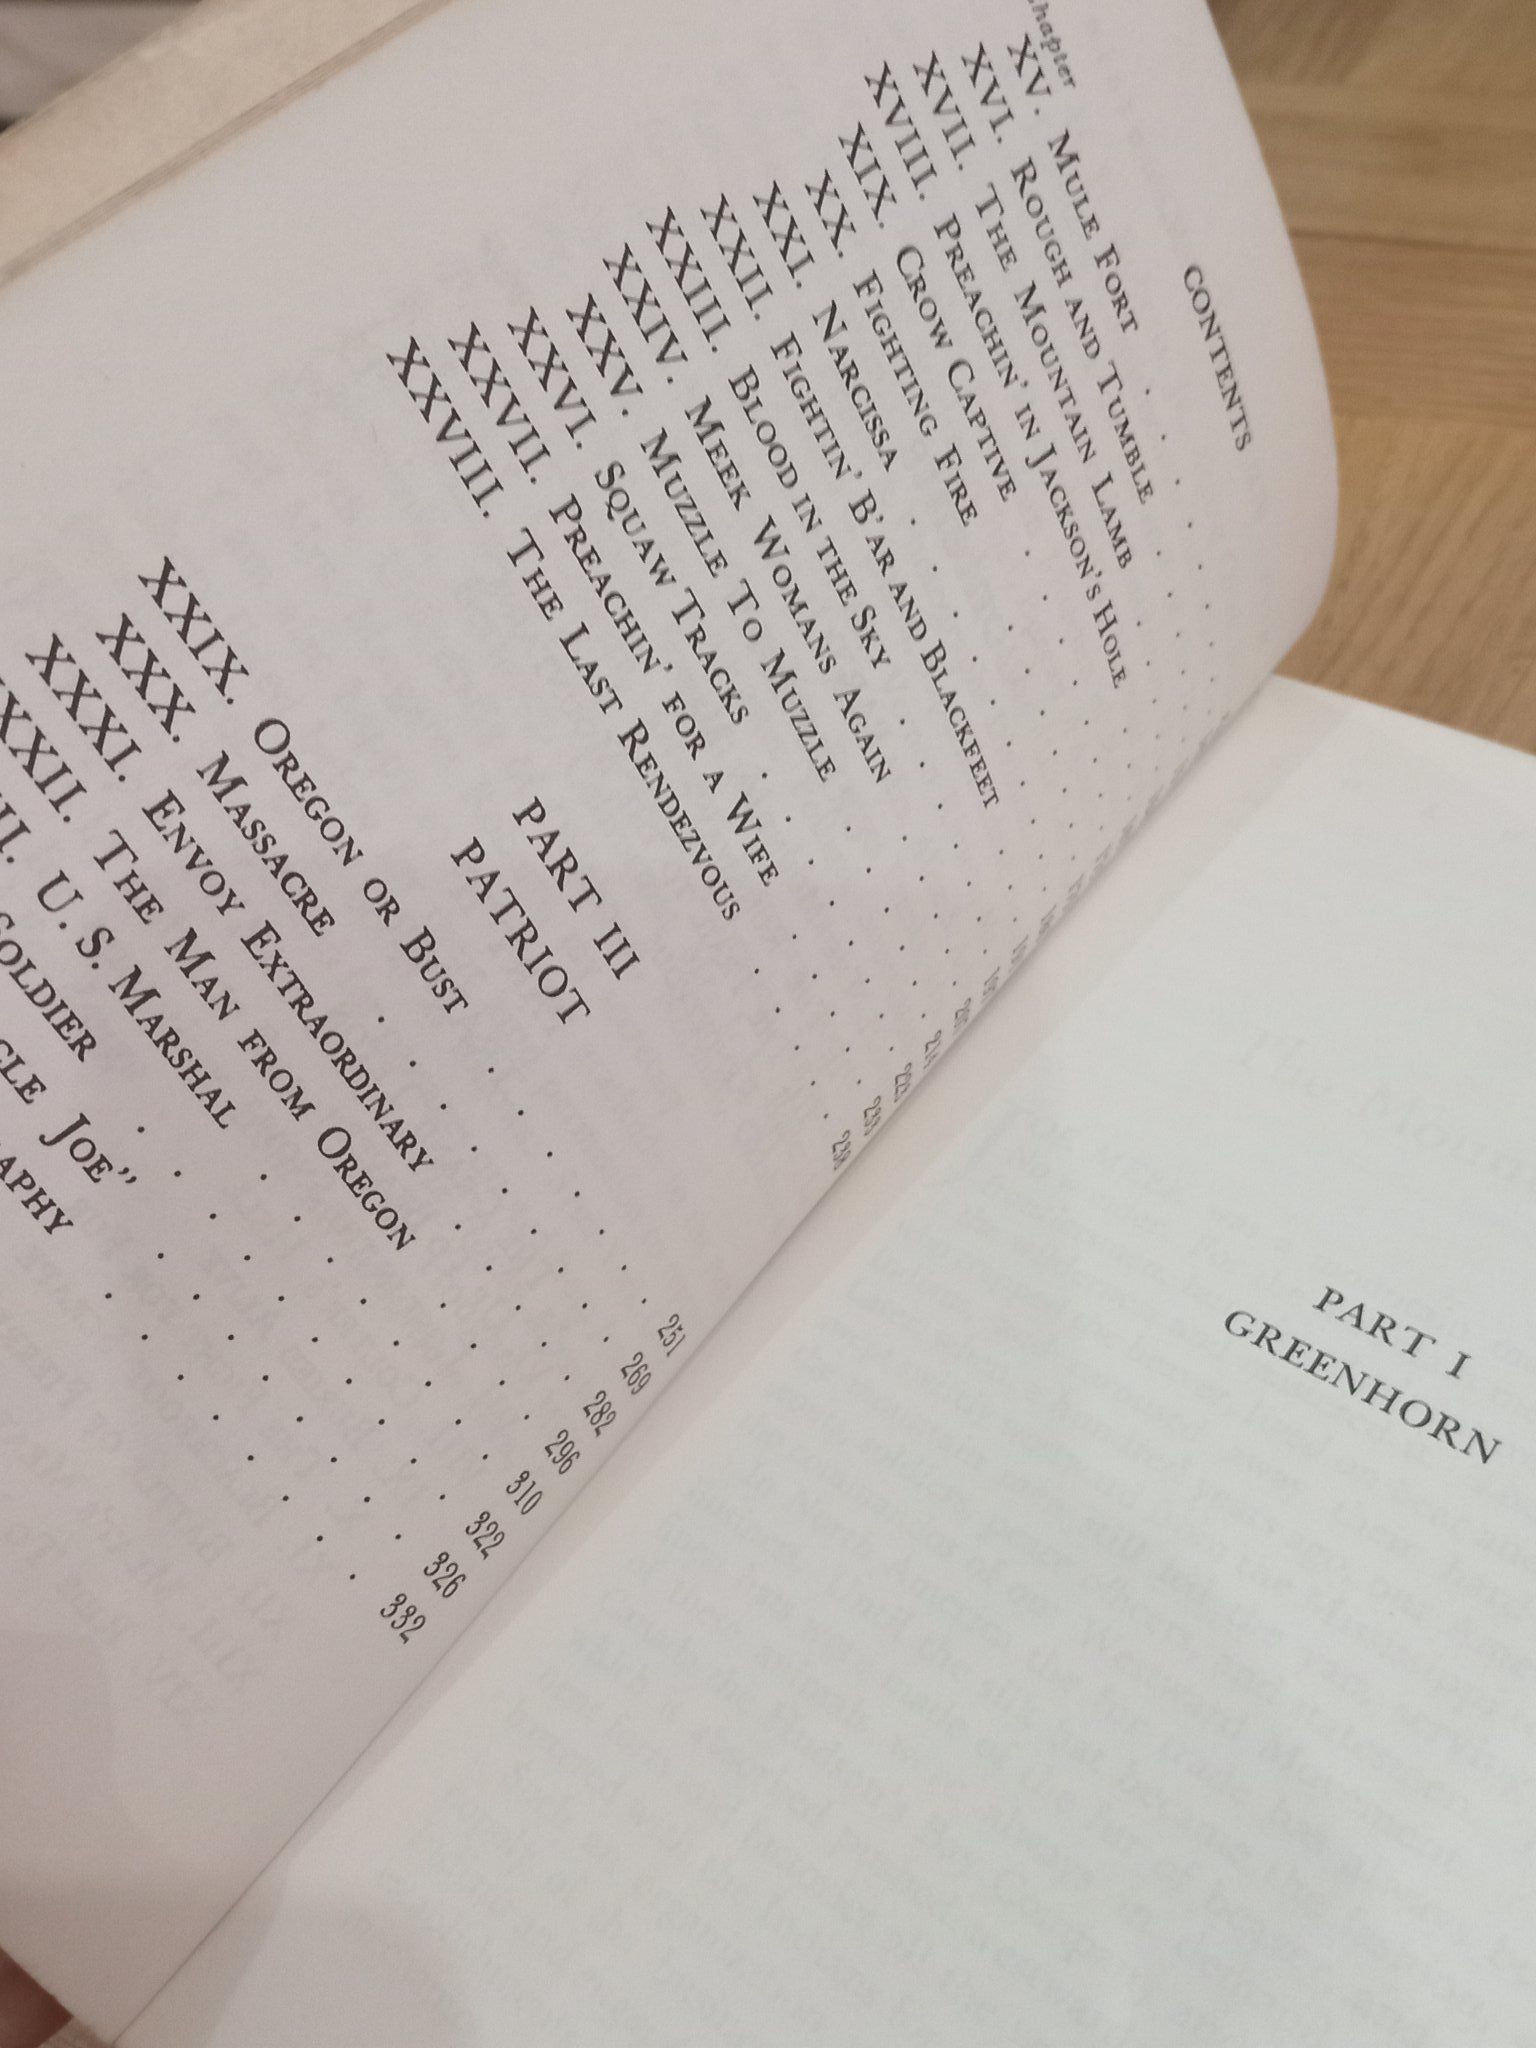 CONTENTS
Chapter
XV. MULE FORT
XVI. ROUGH AND TUMBLE
XVII. THE MOUNTAIN LAMB
XVIII. PREACHIN' IN JACKSON'S HOLE
XIX. CROW CAPTIVE
XX. FIGHTING FIRE
XXI. NARCISSA
XXII. FIGHTIN' B'AR AND BLACKFEET
XXIII. BLOOD IN THE SKY
XXIV. MEEK WOMANS AGAIN
XXV. MUZZLE TO MUZZLE
XXVI. SQUAW TRACKS
XXVII. PREACHIN' FOR A WIFE . . . . . 233
XXVIII. THE LAST RENDEZVOUS . . . . . 238
PART III
PATRIOT
XXIX. OREGON OR BUST . . . . . 251
XXX. MASSACRE . . . . . . . 269
XXXI. ENVOY EXTRAORDINARY . . . . . 282
THE MAN FROM OREGON . . . . . 296
U. S. MARSHAL . . . . . . . 310
SOLDIER . . . . . . . 322
JOE" . . . . . . . 326
. . . . . . . 332
PART I
GREENHORN